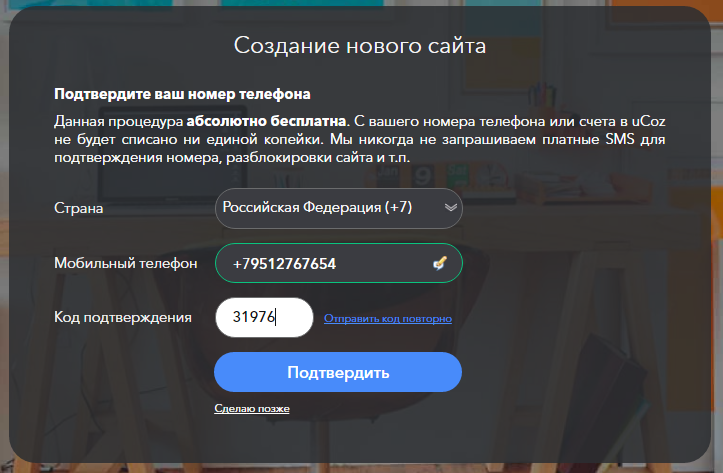 Создание нового сайта
Подтвердите ваш номер телефона
Данная процедура абсолютно бесплатна. С вашего номера телефона или счета в uCoz
не будет списано ни единой копейки. Мы никогда не запрашиваем платные SMS для
подтверждения номера, разблокировки сайта и т.п.
Страна
Российская Федерация (+7)
Мобильный телефон
+79512767654
Код подтверждения
31976
Отправить код повторно
Подтвердить
Сделаю позже